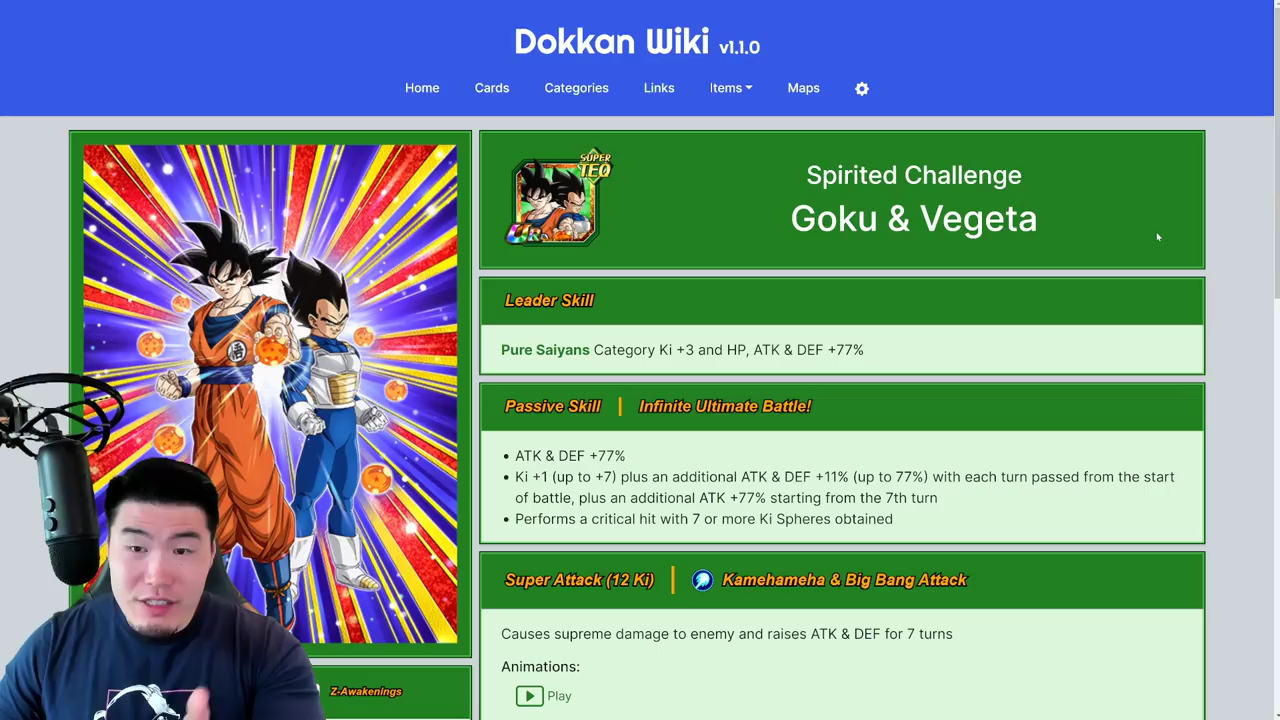 Dokkan Wiki v1.1.0
Home Cards Categories Links Items Maps
SUPER
TEQ
UR
Spirited Challenge
Goku & Vegeta
Leader Skill
Pure Saiyans Category Ki +3 and HP, ATK & DEF +77%
Passive Skill | Infinite Ultimate Battle!
• ATK & DEF +77%
• Ki +1 (up to +7) plus an additional ATK & DEF +11% (up to 77%) with each turn passed from the start
of battle, plus an additional ATK +77% starting from the 7th turn
• Performs a critical hit with 7 or more Ki Spheres obtained
Super Attack (12 Ki) | Kamehameha & Big Bang Attack
Causes supreme damage to enemy and raises ATK & DEF for 7 turns
Animations:
Play
Z-Awakenings